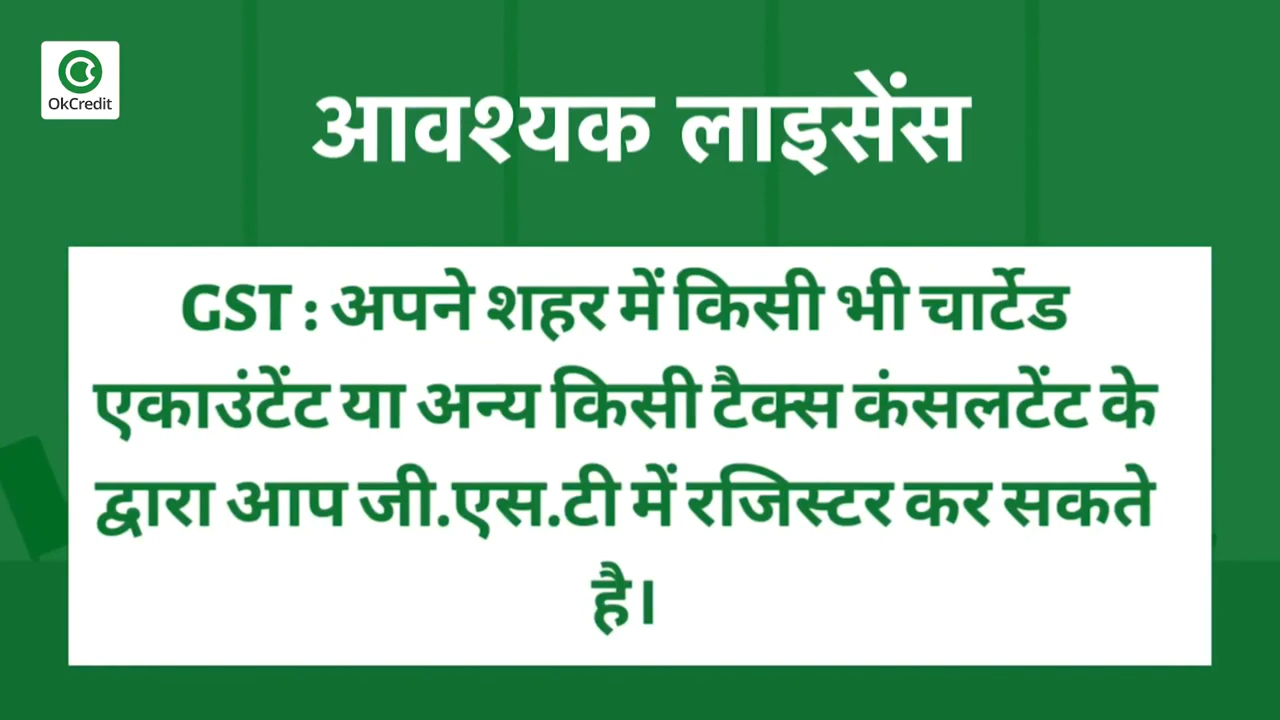 OkCredit
आवश्यक लाइसेंस
GST : अपने शहर में किसी भी चार्टेड
एकाउंटेंट या अन्य किसी टैक्स कंसलटेंट के
द्वारा आप जी.एस.टी में रजिस्टर कर सकते
है।